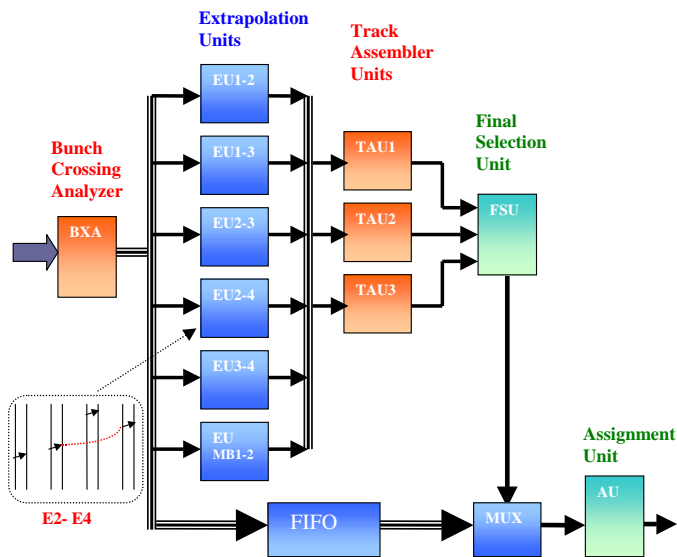 Extrapolation
Units
Track
Assembler
Units
Final
Selection
Unit
Bunch
Crossing
Analyzer
BXA
EU1-2
EU1-3
EU2-3
EU2-4
EU3-4
EU
MB1-2
TAU1
TAU2
TAU3
FSU
E2- E4
FIFO
MUX
Assignment
Unit
AU